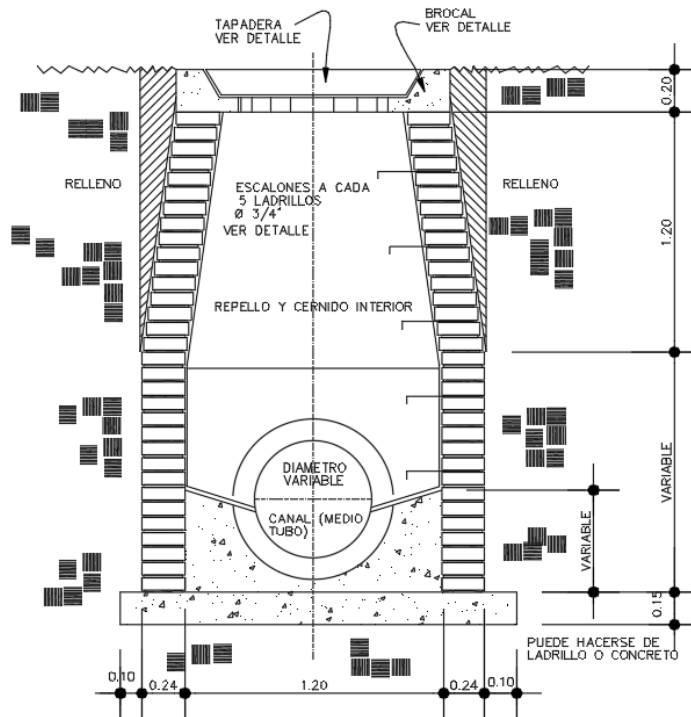 TAPADERA
VER DETALLE
BROCAL
VER DETALLE
0.20
RELLENO
ESCALONES A CADA
5 LADRILLOS
Ø 3/4"
VER DETALLE
RELLENO
1.20
REPELLO Y CERNIDO INTERIOR
DIAMETRO
VARIABLE
CANAL (MEDIO
TUBO)
VARIABLE
VARIABLE
0.15
PUEDE HACERSE DE
LADRILLO O CONCRETO
0.10
0.24
1.20
0.24
0.10